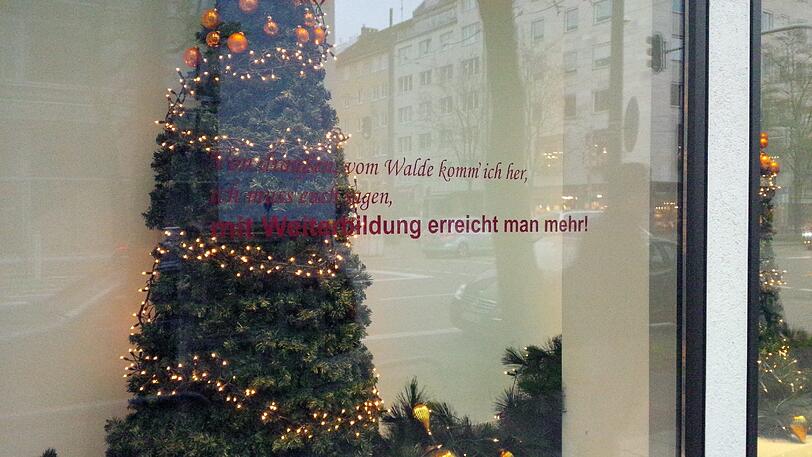 Von draußen, vom Walde komm' ich her,
ich muss euch sagen,
mit Weiterbildung erreicht man mehr!